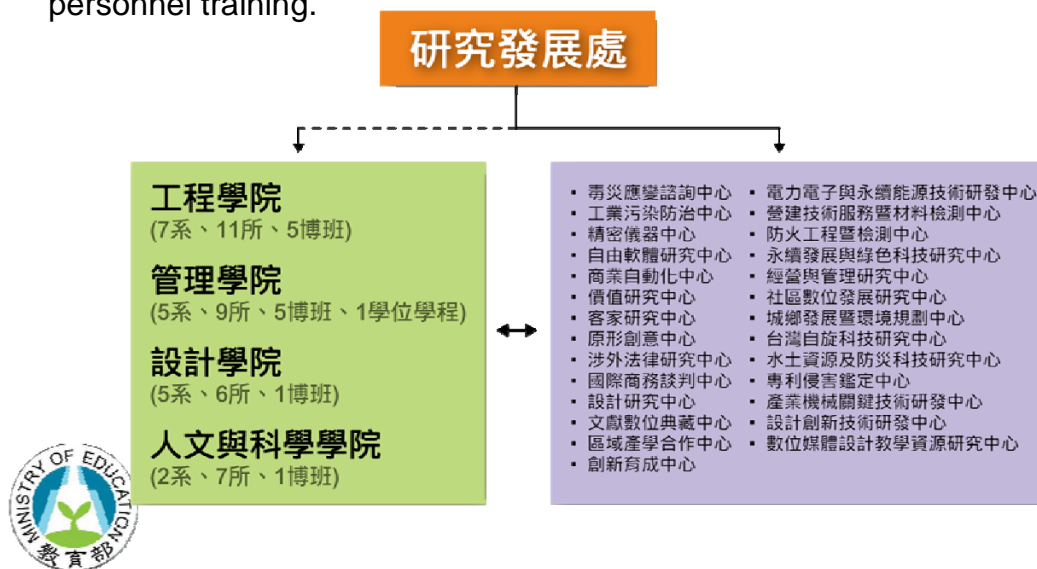 personnel training.
研究發展處
工程學院
(7系、11所、5博班)
管理學院
(5系、9所、5博班、1學位學程)
設計學院
(5系、6所、1博班)
人文與科學學院
(2系、7所、1博班)
▪ 毒災應變諮詢中心
▪ 工業污染防治中心
▪ 精密儀器中心
▪ 自由軟體研究中心
▪ 商業自動化中心
▪ 價值研究中心
▪ 客家研究中心
▪ 原形創意中心
▪ 涉外法律研究中心
▪ 國際商務談判中心
▪ 設計研究中心
▪ 文獻數位典藏中心
▪ 區域產學合作中心
▪ 創新育成中心
▪ 電力電子與永續能源技術研發中心
▪ 營建技術服務暨材料檢測中心
▪ 防火工程暨檢測中心
▪ 永續發展與綠色科技研究中心
▪ 經營與管理研究中心
▪ 社區數位發展研究中心
▪ 城鄉發展暨環境規劃中心
▪ 台灣自旋科技研究中心
▪ 水土資源及防災科技研究中心
▪ 專利侵害鑑定中心
▪ 產業機械關鍵技術研發中心
▪ 設計創新技術研發中心
▪ 數位媒體設計教學資源研究中心
MINISTRY OF EDUCATION
教育部